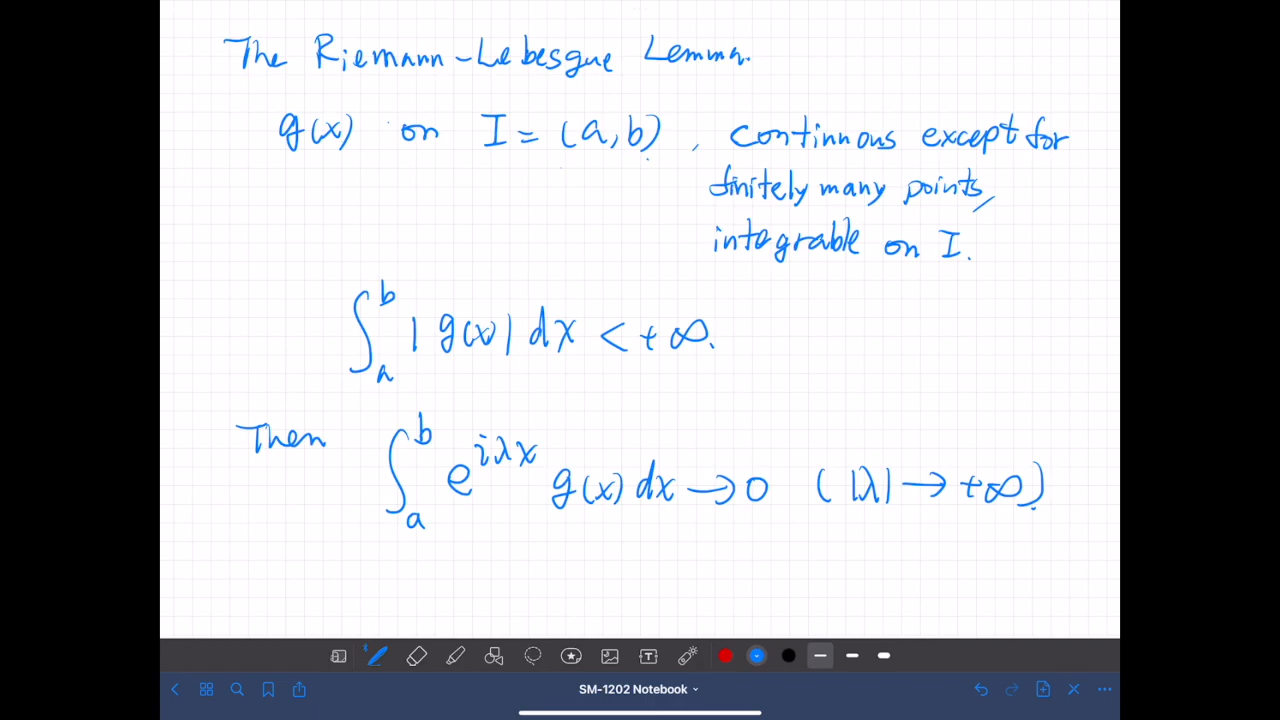 The Riemann-Lebesgue Lemma.
g(x) on I = (a, b), continuous except for
finitely many points,
integrable on I.
∫_a^b |g(x)| dx < +∞.
Then ∫_a^b e^{iλx} g(x) dx → 0 (|λ| → +∞)
SM-1202 Notebook